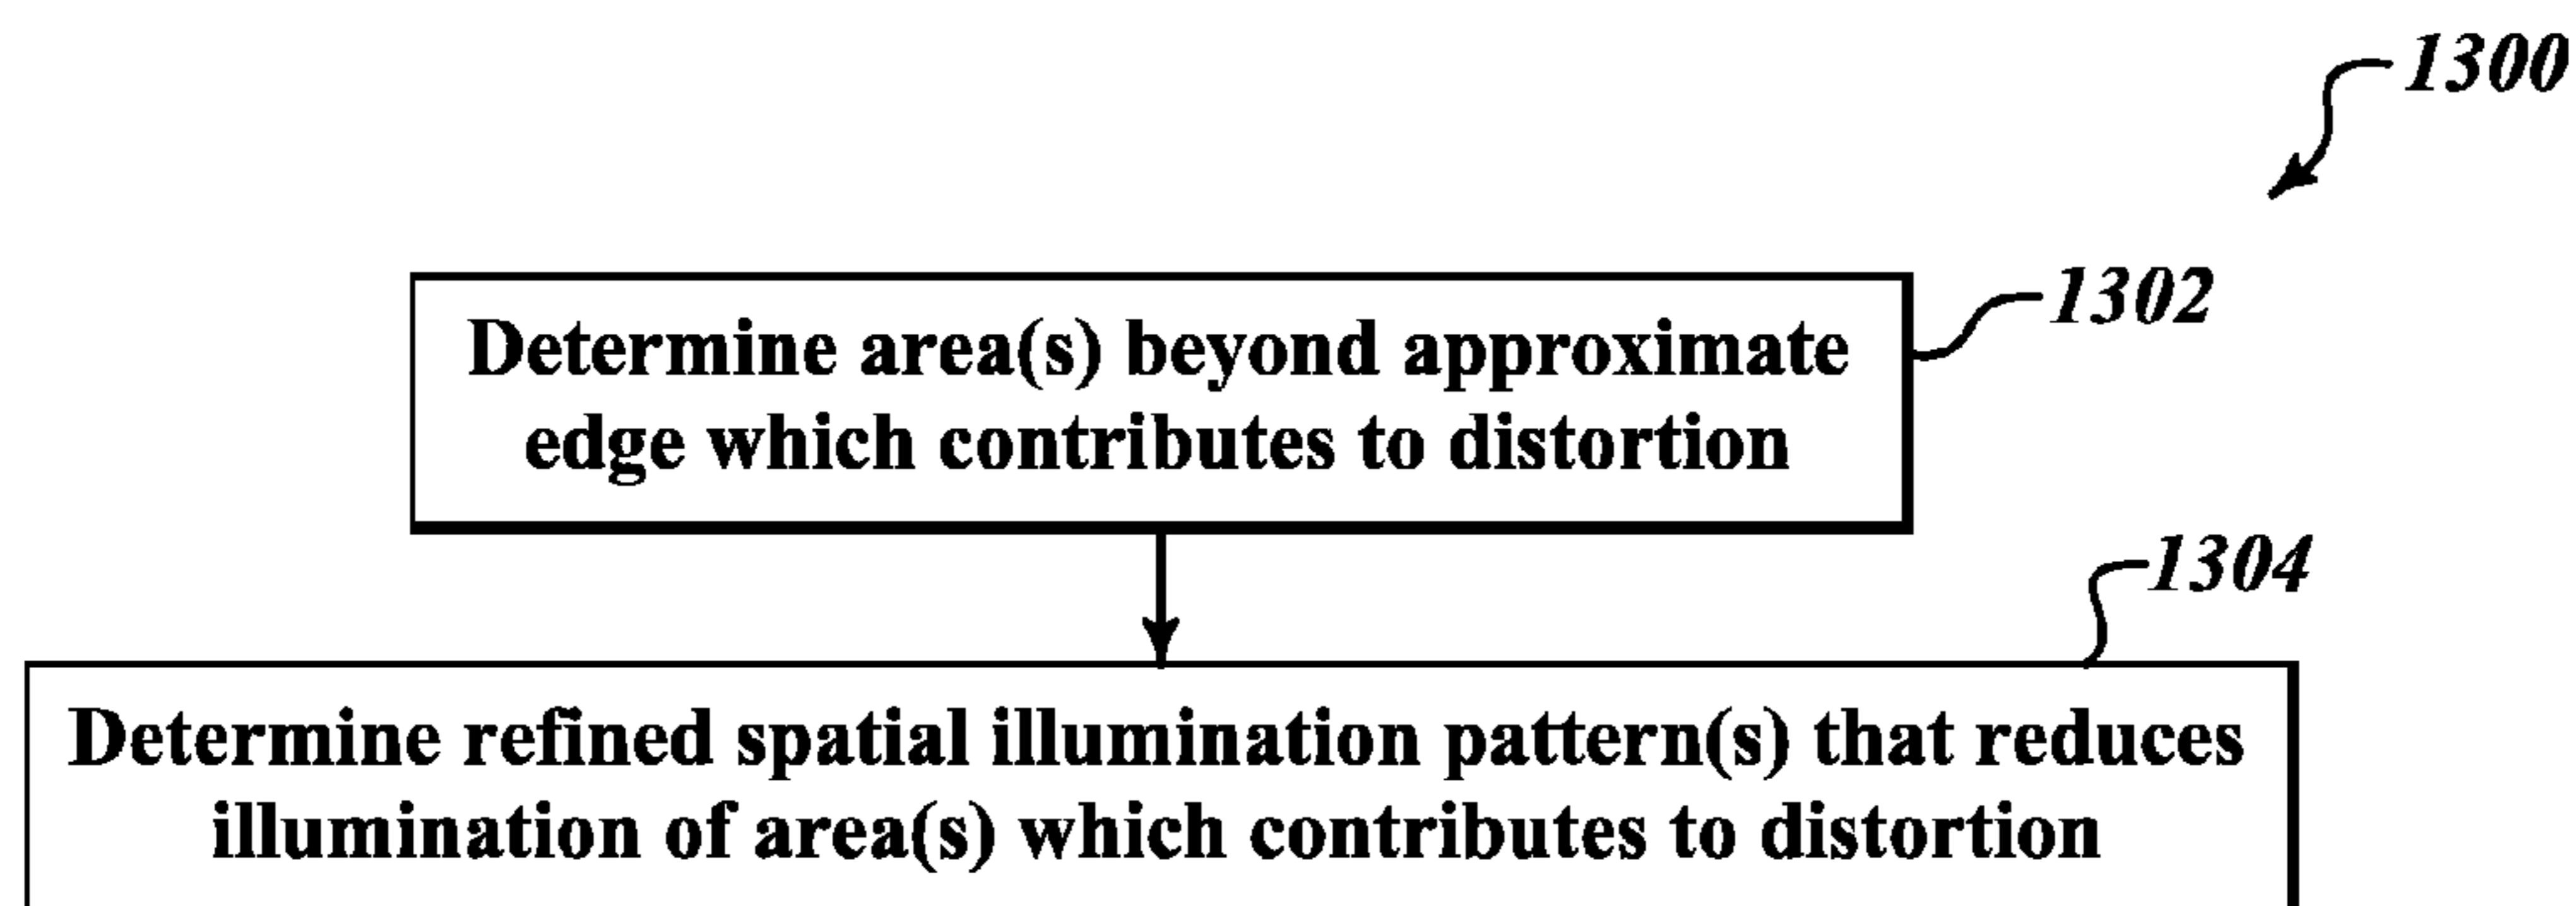 1300
1302
Determine area(s) beyond approximate
edge which contributes to distortion
1304
Determine refined spatial illumination pattern(s) that reduces
illumination of area(s) which contributes to distortion